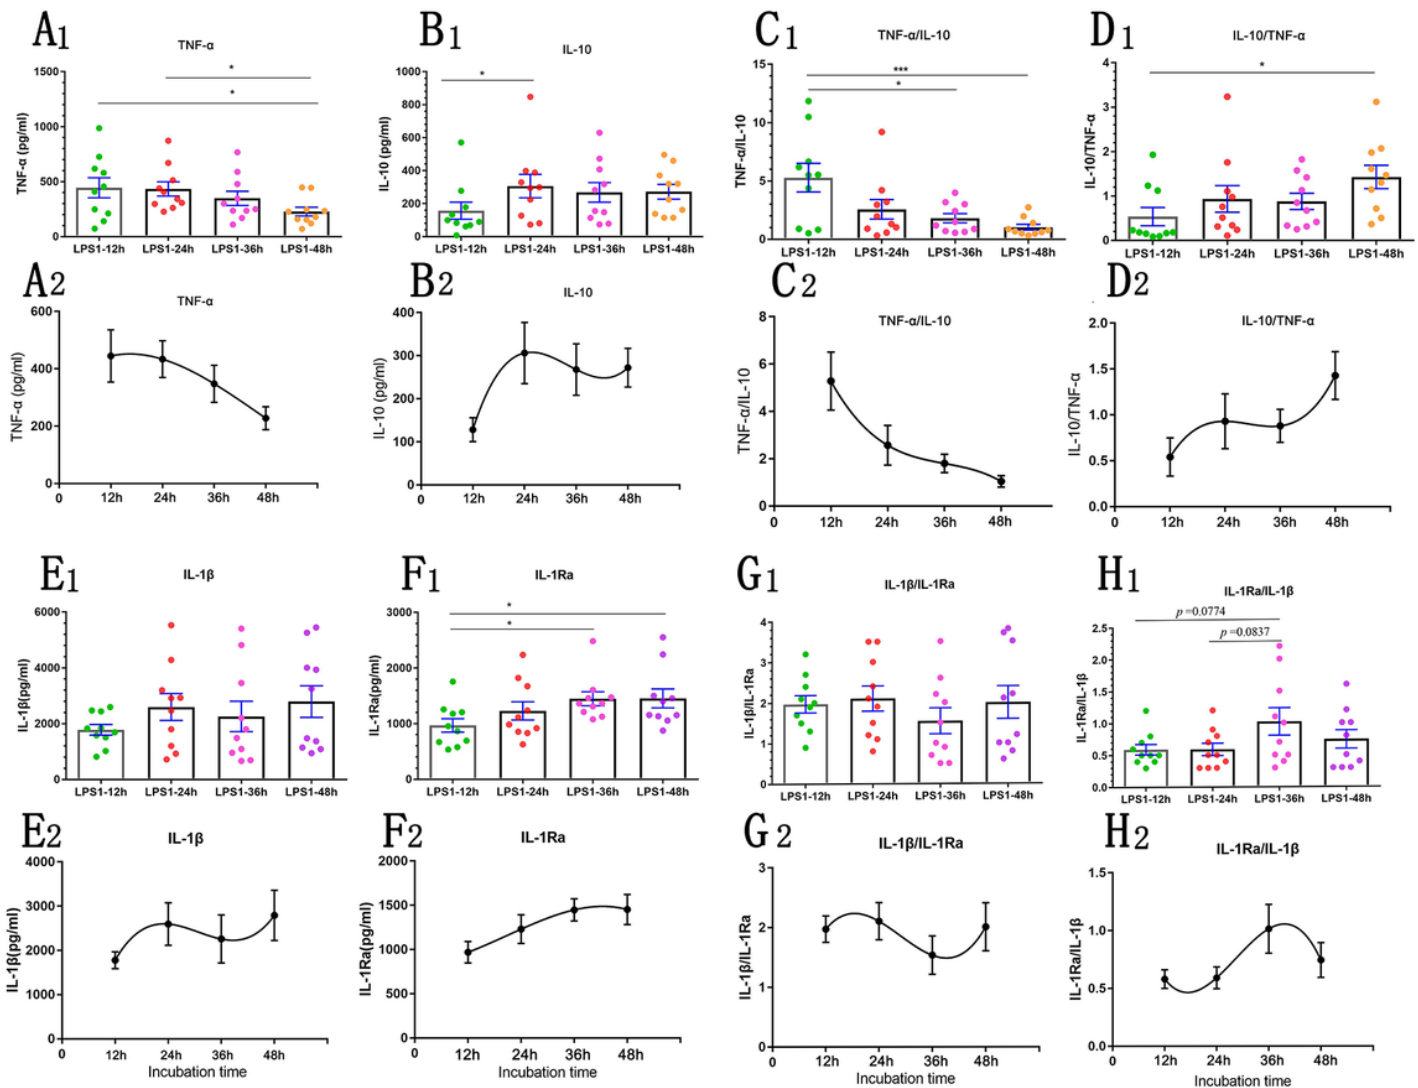 A1
TNF-α
*
*
TNF-α (pg/ml)
1500
1000
500
0
LPS1-12h LPS1-24h LPS1-36h LPS1-48h
B1
IL-10
*
IL-10 (pg/ml)
1000
800
600
400
200
0
LPS1-12h LPS1-24h LPS1-36h LPS1-48h
C1
TNF-α/IL-10
***
*
TNF-α/IL-10
15
10
5
0
LPS1-12h LPS1-24h LPS1-36h LPS1-48h
D1
IL-10/TNF-α
*
IL-10/TNF-α
4
3
2
1
0
LPS1-12h LPS1-24h LPS1-36h LPS1-48h
A2
TNF-α
TNF-α (pg/ml)
600
400
200
0
0 12h 24h 36h 48h
B2
IL-10
IL-10 (pg/ml)
400
300
200
100
0
0 12h 24h 36h 48h
C2
TNF-α/IL-10
TNF-α/IL-10
8
6
4
2
0
0 12h 24h 36h 48h
D2
IL-10/TNF-α
IL-10/TNF-α
2.0
1.5
1.0
0.5
0.0
0 12h 24h 36h 48h
E1
IL-1β
IL-1β(pg/ml)
6000
4000
2000
0
LPS1-12h LPS1-24h LPS1-36h LPS1-48h
F1
IL-1Ra
*
*
IL-1Ra(pg/ml)
3000
2000
1000
0
LPS1-12h LPS1-24h LPS1-36h LPS1-48h
G1
IL-1β/IL-1Ra
IL-1β/IL-1Ra
4
3
2
1
0
LPS1-12h LPS1-24h LPS1-36h LPS1-48h
H1
IL-1Ra/IL-1β
p =0.0774
p =0.0837
IL-1Ra/IL-1β
2.5
2.0
1.5
1.0
0.5
0.0
LPS1-12h LPS1-24h LPS1-36h LPS1-48h
E2
IL-1β
IL-1β(pg/ml)
4000
3000
2000
1000
0
0 12h 24h 36h 48h
Incubation time
F2
IL-1Ra
IL-1Ra(pg/ml)
2000
1500
1000
500
0
0 12h 24h 36h 48h
Incubation time
G2
IL-1β/IL-1Ra
IL-1β/IL-1Ra
3
2
1
0
0 12h 24h 36h 48h
Incubation time
H2
IL-1Ra/IL-1β
IL-1Ra/IL-1β
1.5
1.0
0.5
0.0
0 12h 24h 36h 48h
Incubation time